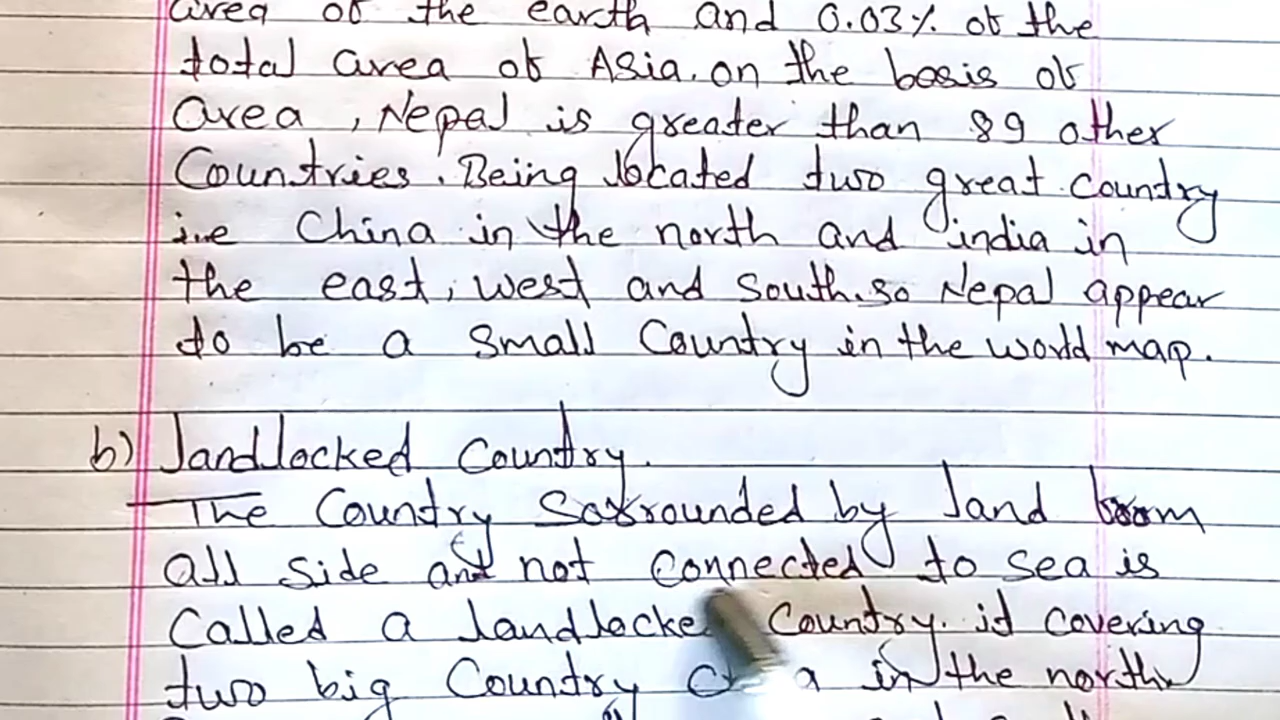 area of the earth and 0.03% of the
total area of Asia. on the basis of
area, Nepal is greater than 89 other
Countries. Being located two great country
i.e China in the north and india in
the east, west and South. so Nepal appear
to be a small Country in the world map.
b) Landlocked Country.
The Country Sorrounded by land from
all side and not connected to sea is
Called a landlocke Country. it covering
two big Country in the north